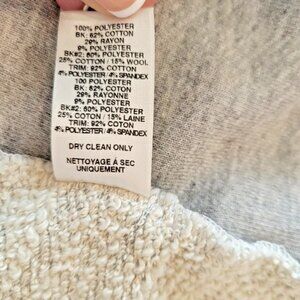 100% POLYESTER
BK: 62% COTTON
29% RAYON
9% POLYESTER
BK#2: 60% POLYESTER
25% COTTON / 15% WOOL
TRIM: 92% COTTON
4% POLYESTER / 4% SPANDEX
100 POLYESTER
BK: 62% COTON
29% RAYONNE
9% POLYESTER
BK#2: 60% POLYESTER
25% COTON / 15% LAINE
TRIM: 92% COTON
4% POLYESTER / 4% SPANDEX
DRY CLEAN ONLY
NETTOYAGE À SEC
UNIQUEMENT